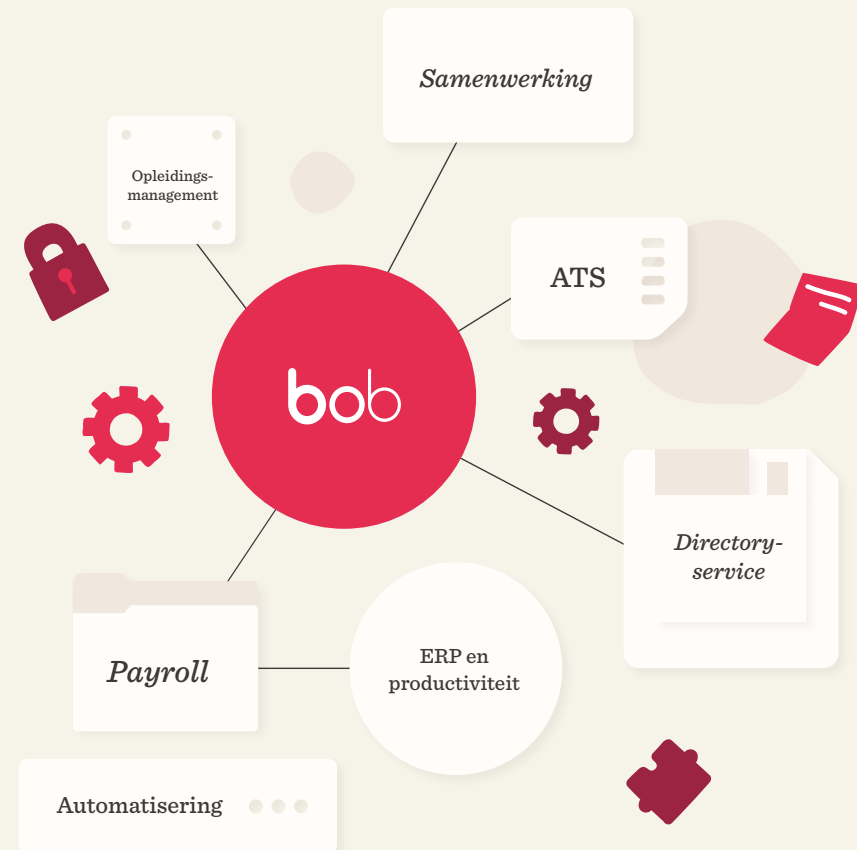 Samenwerking
Opleidings-
management
ATS
bob
Directory-
service
Payroll
ERP en
productiviteit
Automatisering